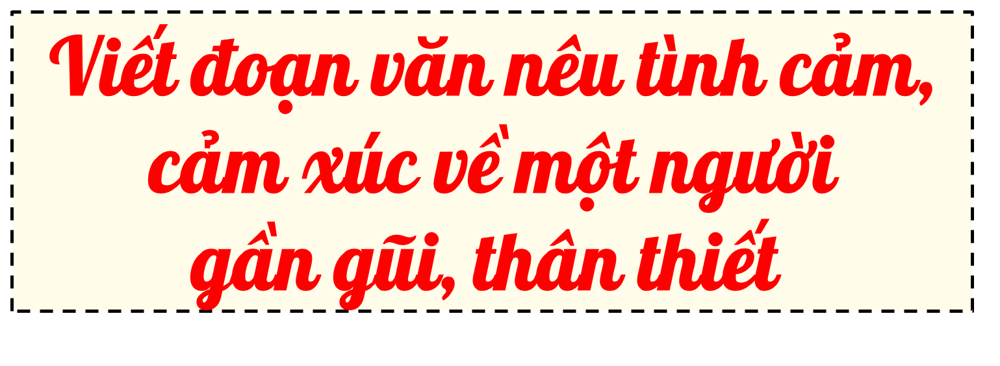 Viết đoạn văn nêu tình cảm,
cảm xúc về một người
gần gũi, thân thiết